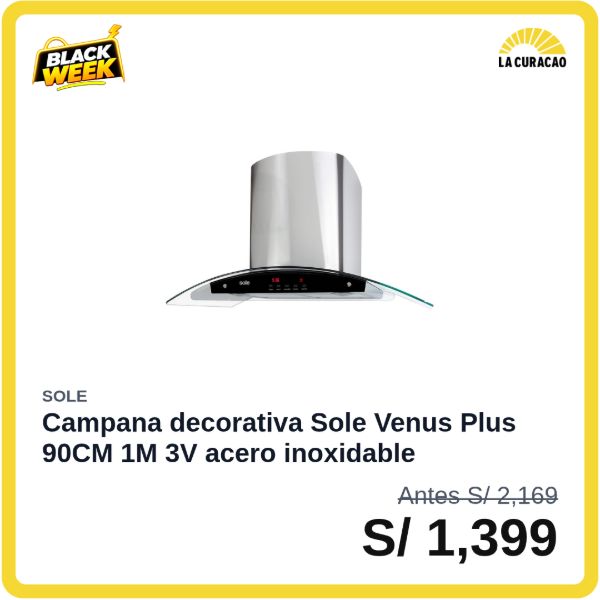 BLACK
WEEK
LA CURACAO
sole
SOLE
Campana decorativa Sole Venus Plus
90CM 1M 3V acero inoxidable
Antes S/ 2,169
S/ 1,399